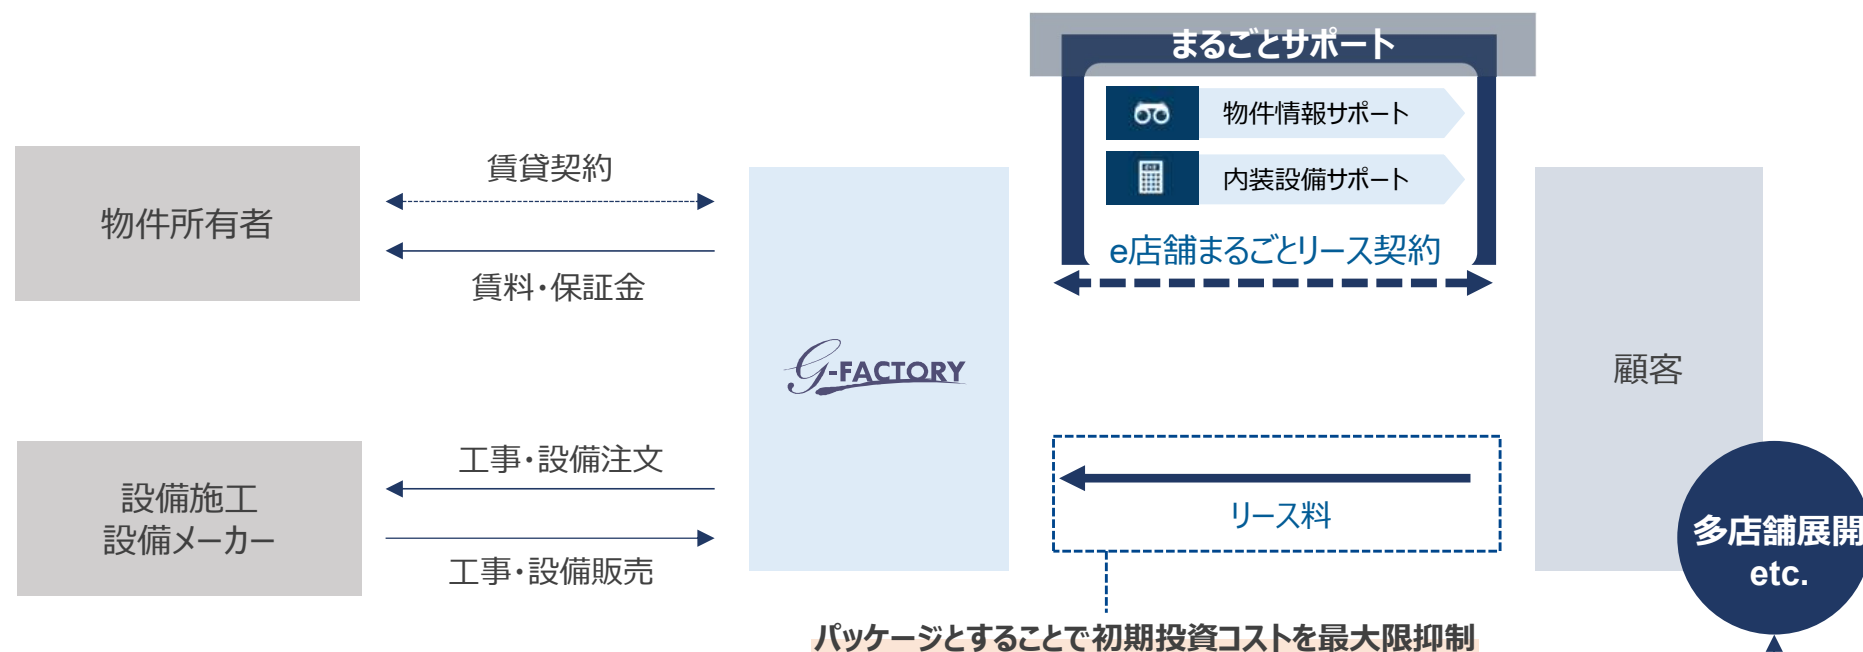 まるごとサポート
物件情報サポート
内装設備サポート
e店舗まるごとリース契約
物件所有者
賃貸契約
賃料・保証金
G-FACTORY
顧客
設備施工
設備メーカー
工事・設備注文
工事・設備販売
リース料
多店舗展開
etc.
パッケージとすることで初期投資コストを最大限抑制